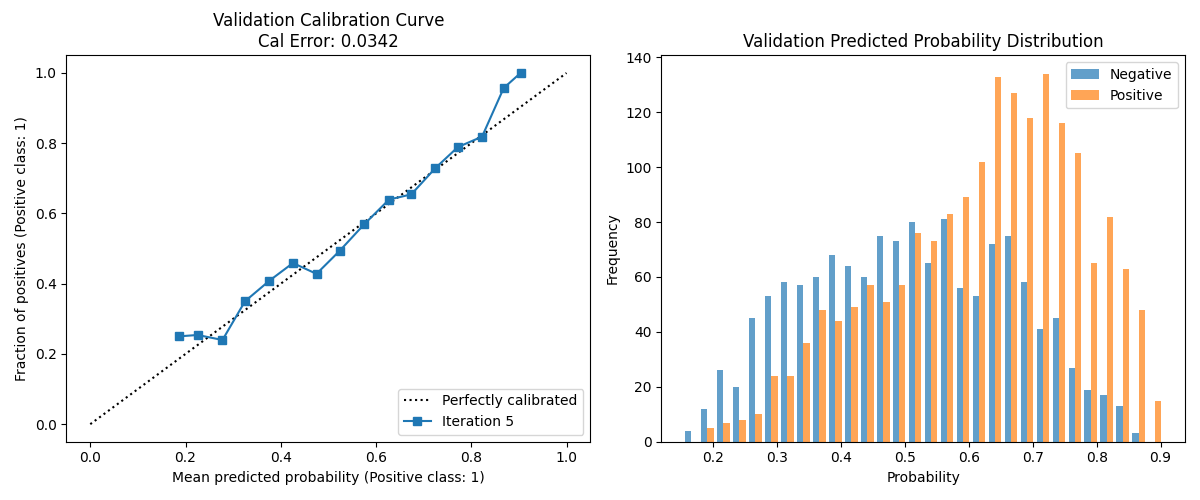 Validation Calibration Curve
Cal Error: 0.0342
1.0
0.8
0.6
0.4
0.2
0.0
Fraction of positives (Positive class: 1)
0.0 0.2 0.4 0.6 0.8 1.0
Mean predicted probability (Positive class: 1)
Perfectly calibrated
Iteration 5
Validation Predicted Probability Distribution
140
120
100
80
60
40
20
0
Frequency
0.2 0.3 0.4 0.5 0.6 0.7 0.8 0.9
Probability
Negative
Positive